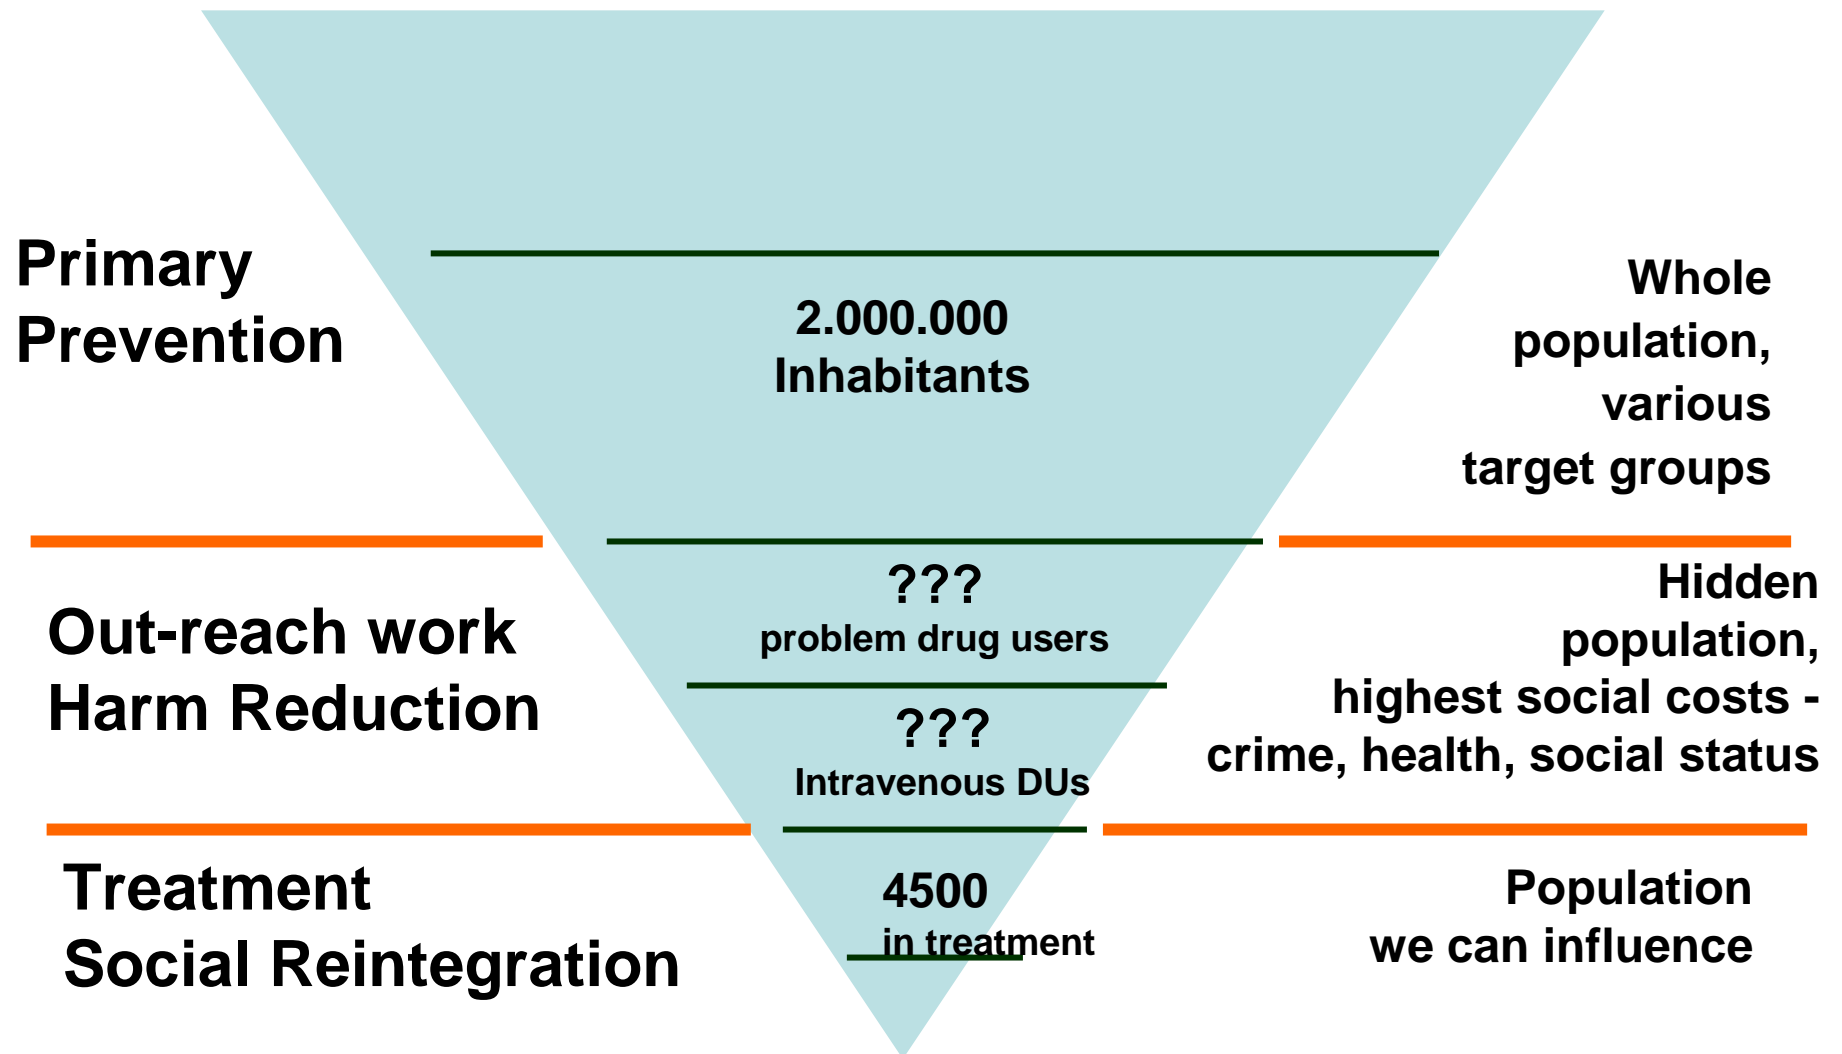 Primary
Prevention
2.000.000
Inhabitants
Whole
population,
various
target groups
Out-reach work
Harm Reduction
???
problem drug users
???
Intravenous DUs
Hidden
population,
highest social costs -
crime, health, social status
Treatment
Social Reintegration
4500
in treatment
Population
we can influence